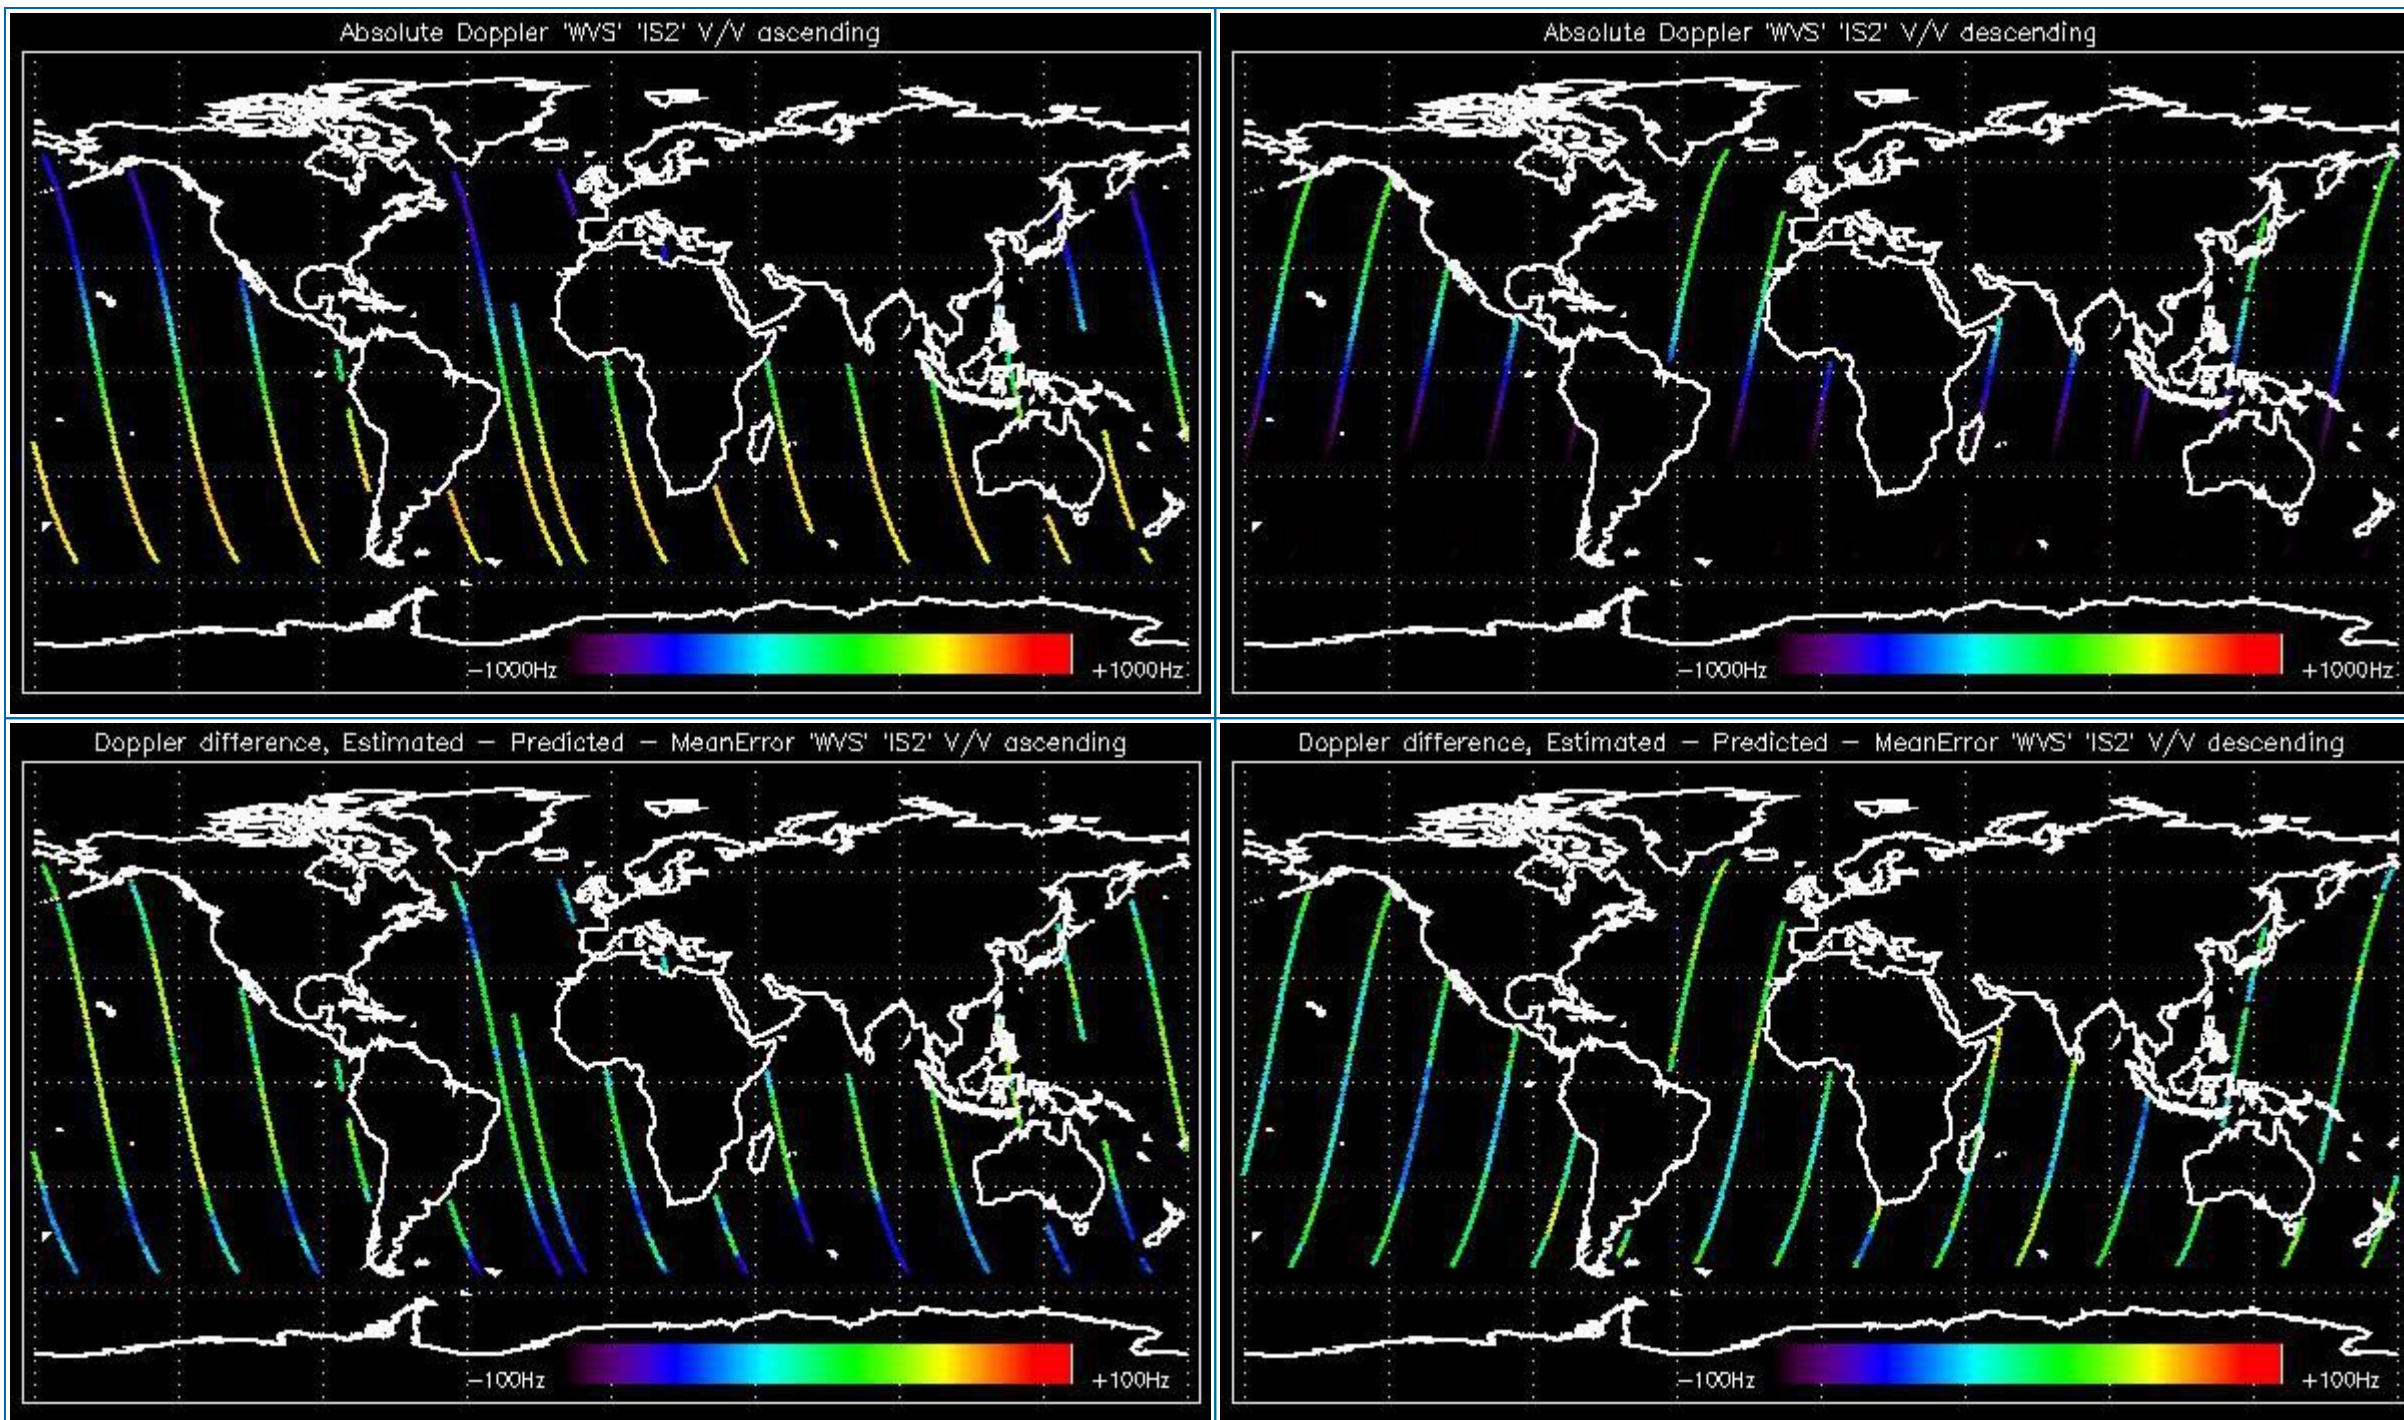 Absolute Doppler 'WVS' 'IS2' V/V ascending
-1000Hz
+1000Hz
Absolute Doppler 'WVS' 'IS2' V/V descending
-1000Hz
+1000Hz
Doppler difference, Estimated - Predicted - MeanError 'WVS' 'IS2' V/V ascending
-100Hz
+100Hz
Doppler difference, Estimated - Predicted - MeanError 'WVS' 'IS2' V/V descending
-100Hz
+100Hz